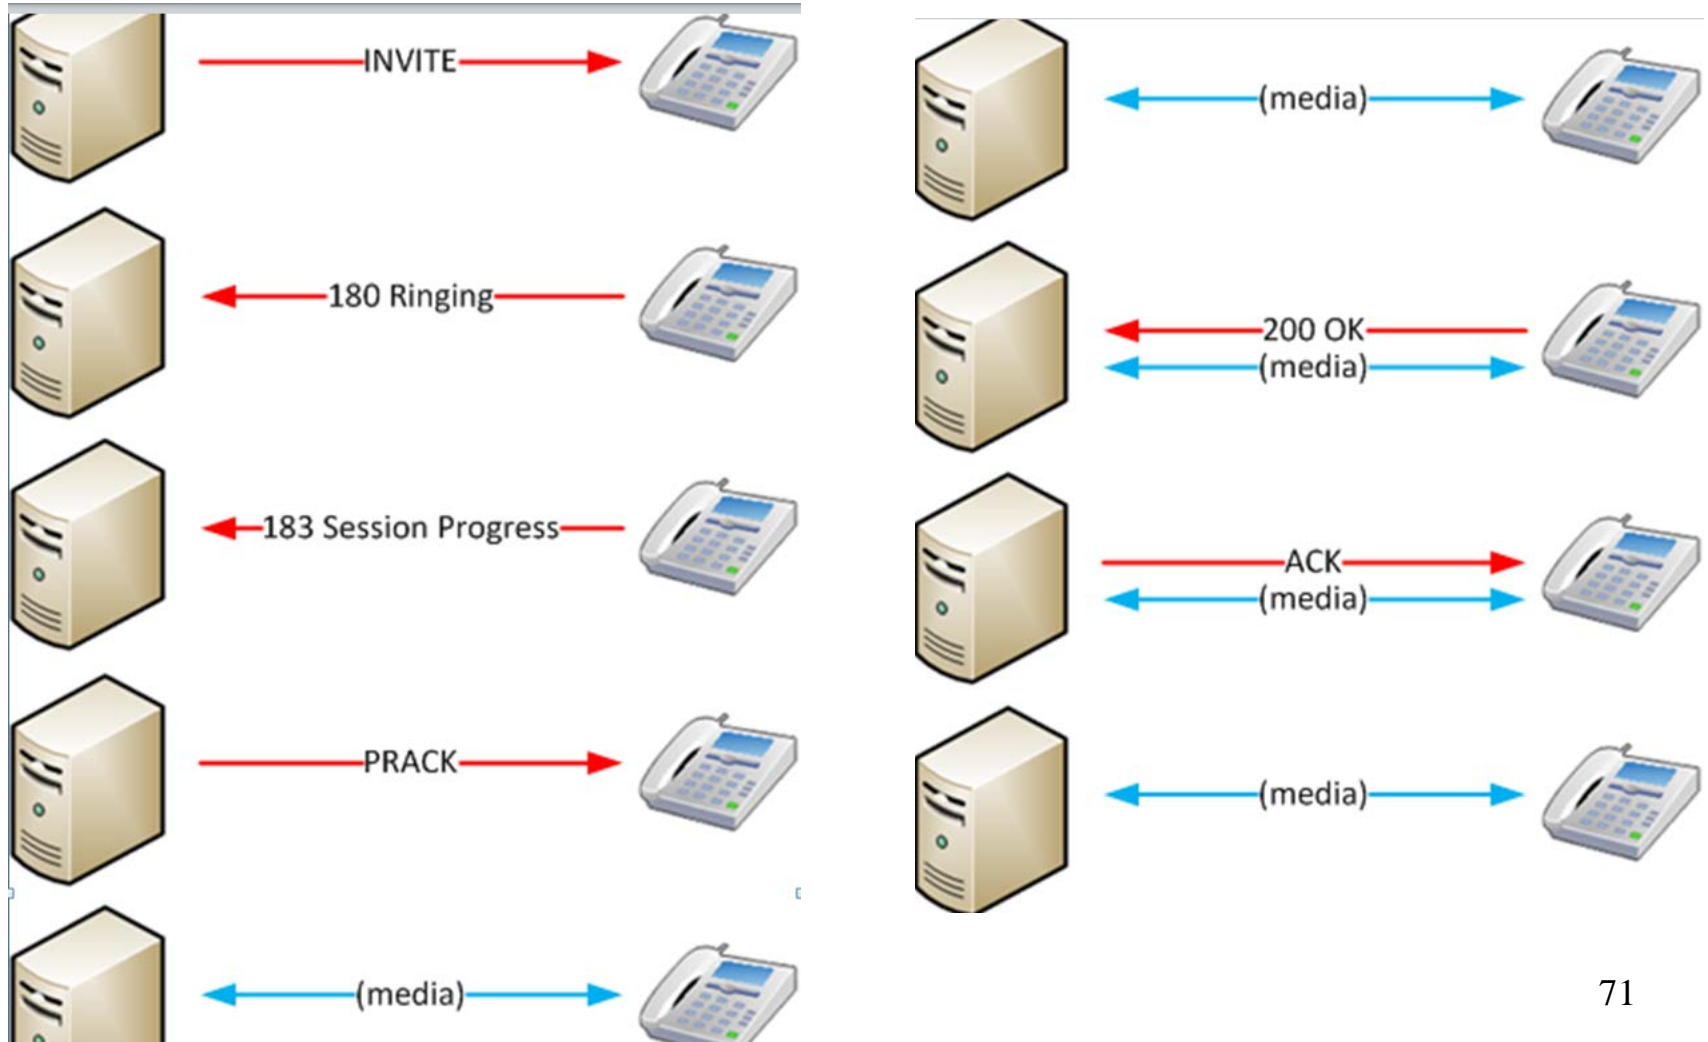 INVITE
180 Ringing
183 Session Progress
PRACK
(media)
(media)
200 OK
(media)
ACK
(media)
(media)
71